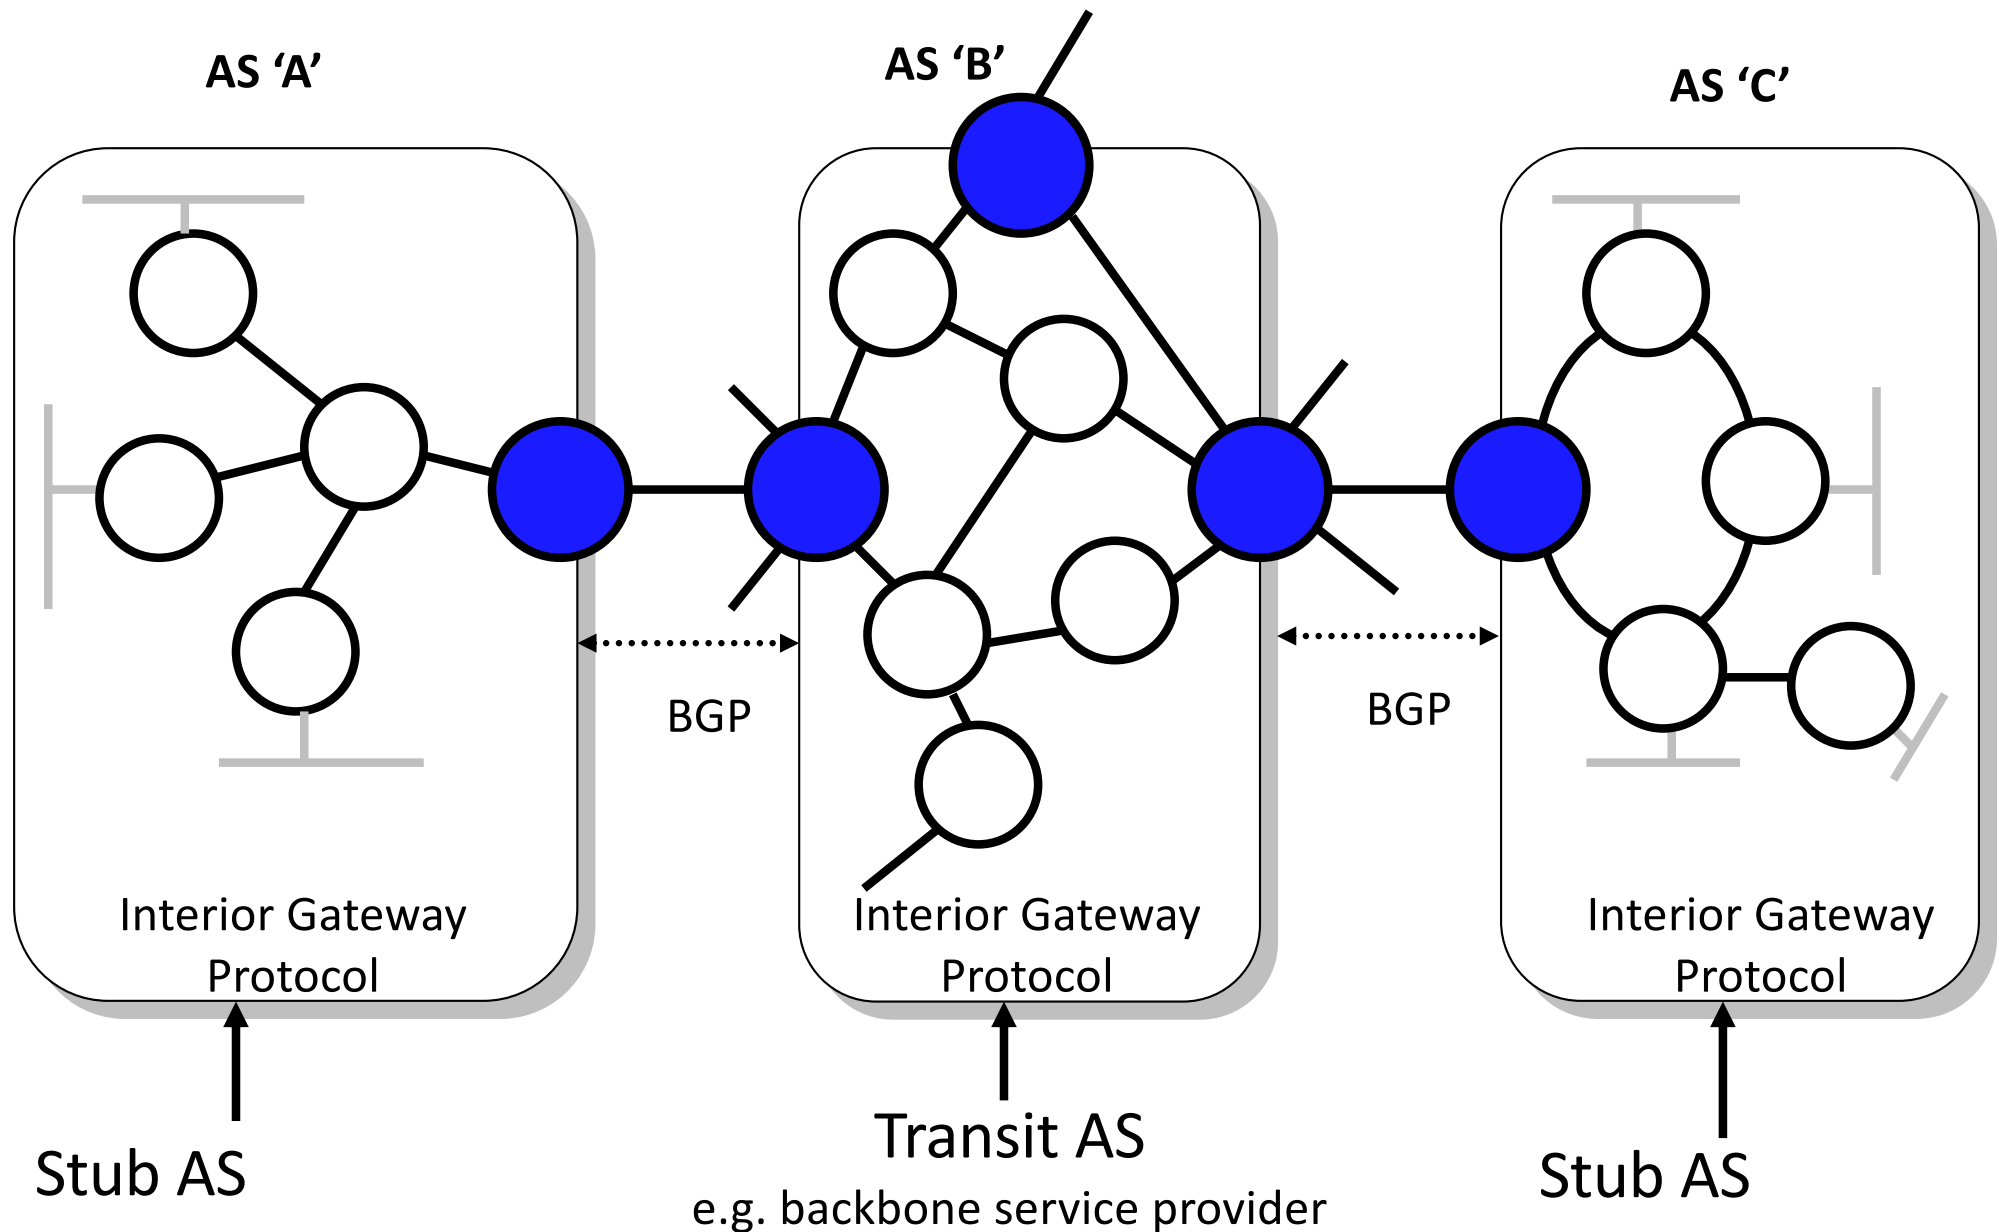 AS ‘A’
AS ‘B’
AS ‘C’
BGP
BGP
Interior Gateway
Protocol
Interior Gateway
Protocol
Interior Gateway
Protocol
Stub AS
Transit AS
e.g. backbone service provider
Stub AS